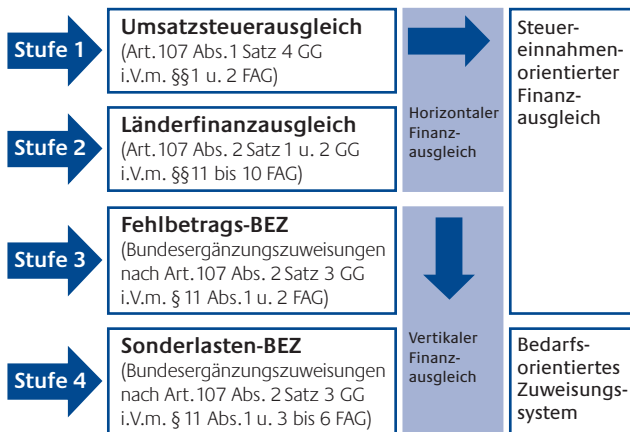 Stufe 1
Umsatzsteuerausgleich
(Art.107 Abs.1 Satz 4 GG
i.V.m. §§1 u. 2 FAG)
Stufe 2
Länderfinanzausgleich
(Art.107 Abs. 2 Satz 1 u. 2 GG
i.V.m. §§11 bis 10 FAG)
Horizontaler
Finanz-
ausgleich
Steuer-
einnahmen-
orientierter
Finanz-
ausgleich
Stufe 3
Fehlbetrags-BEZ
(Bundesergänzungszuweisungen
nach Art.107 Abs. 2 Satz 3 GG
i.V.m. § 11 Abs.1 u. 2 FAG)
Stufe 4
Sonderlasten-BEZ
(Bundesergänzungszuweisungen
nach Art.107 Abs. 2 Satz 3 GG
i.V.m. § 11 Abs.1 u. 3 bis 6 FAG)
Vertikaler
Finanz-
ausgleich
Bedarfs-
orientiertes
Zuweisungs-
system